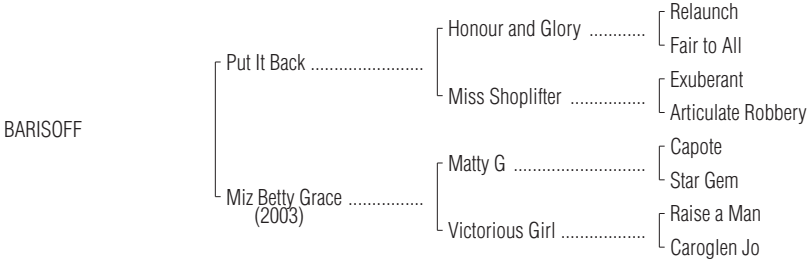 Relaunch
Honour and Glory ............
Fair to All
Put It Back ........................
Exuberant
Miss Shoplifter ................
Articulate Robbery
BARISOFF
Capote
Matty G ............................
Star Gem
Miz Betty Grace ................
(2003)
Raise a Man
Victorious Girl ..................
Caroglen Jo